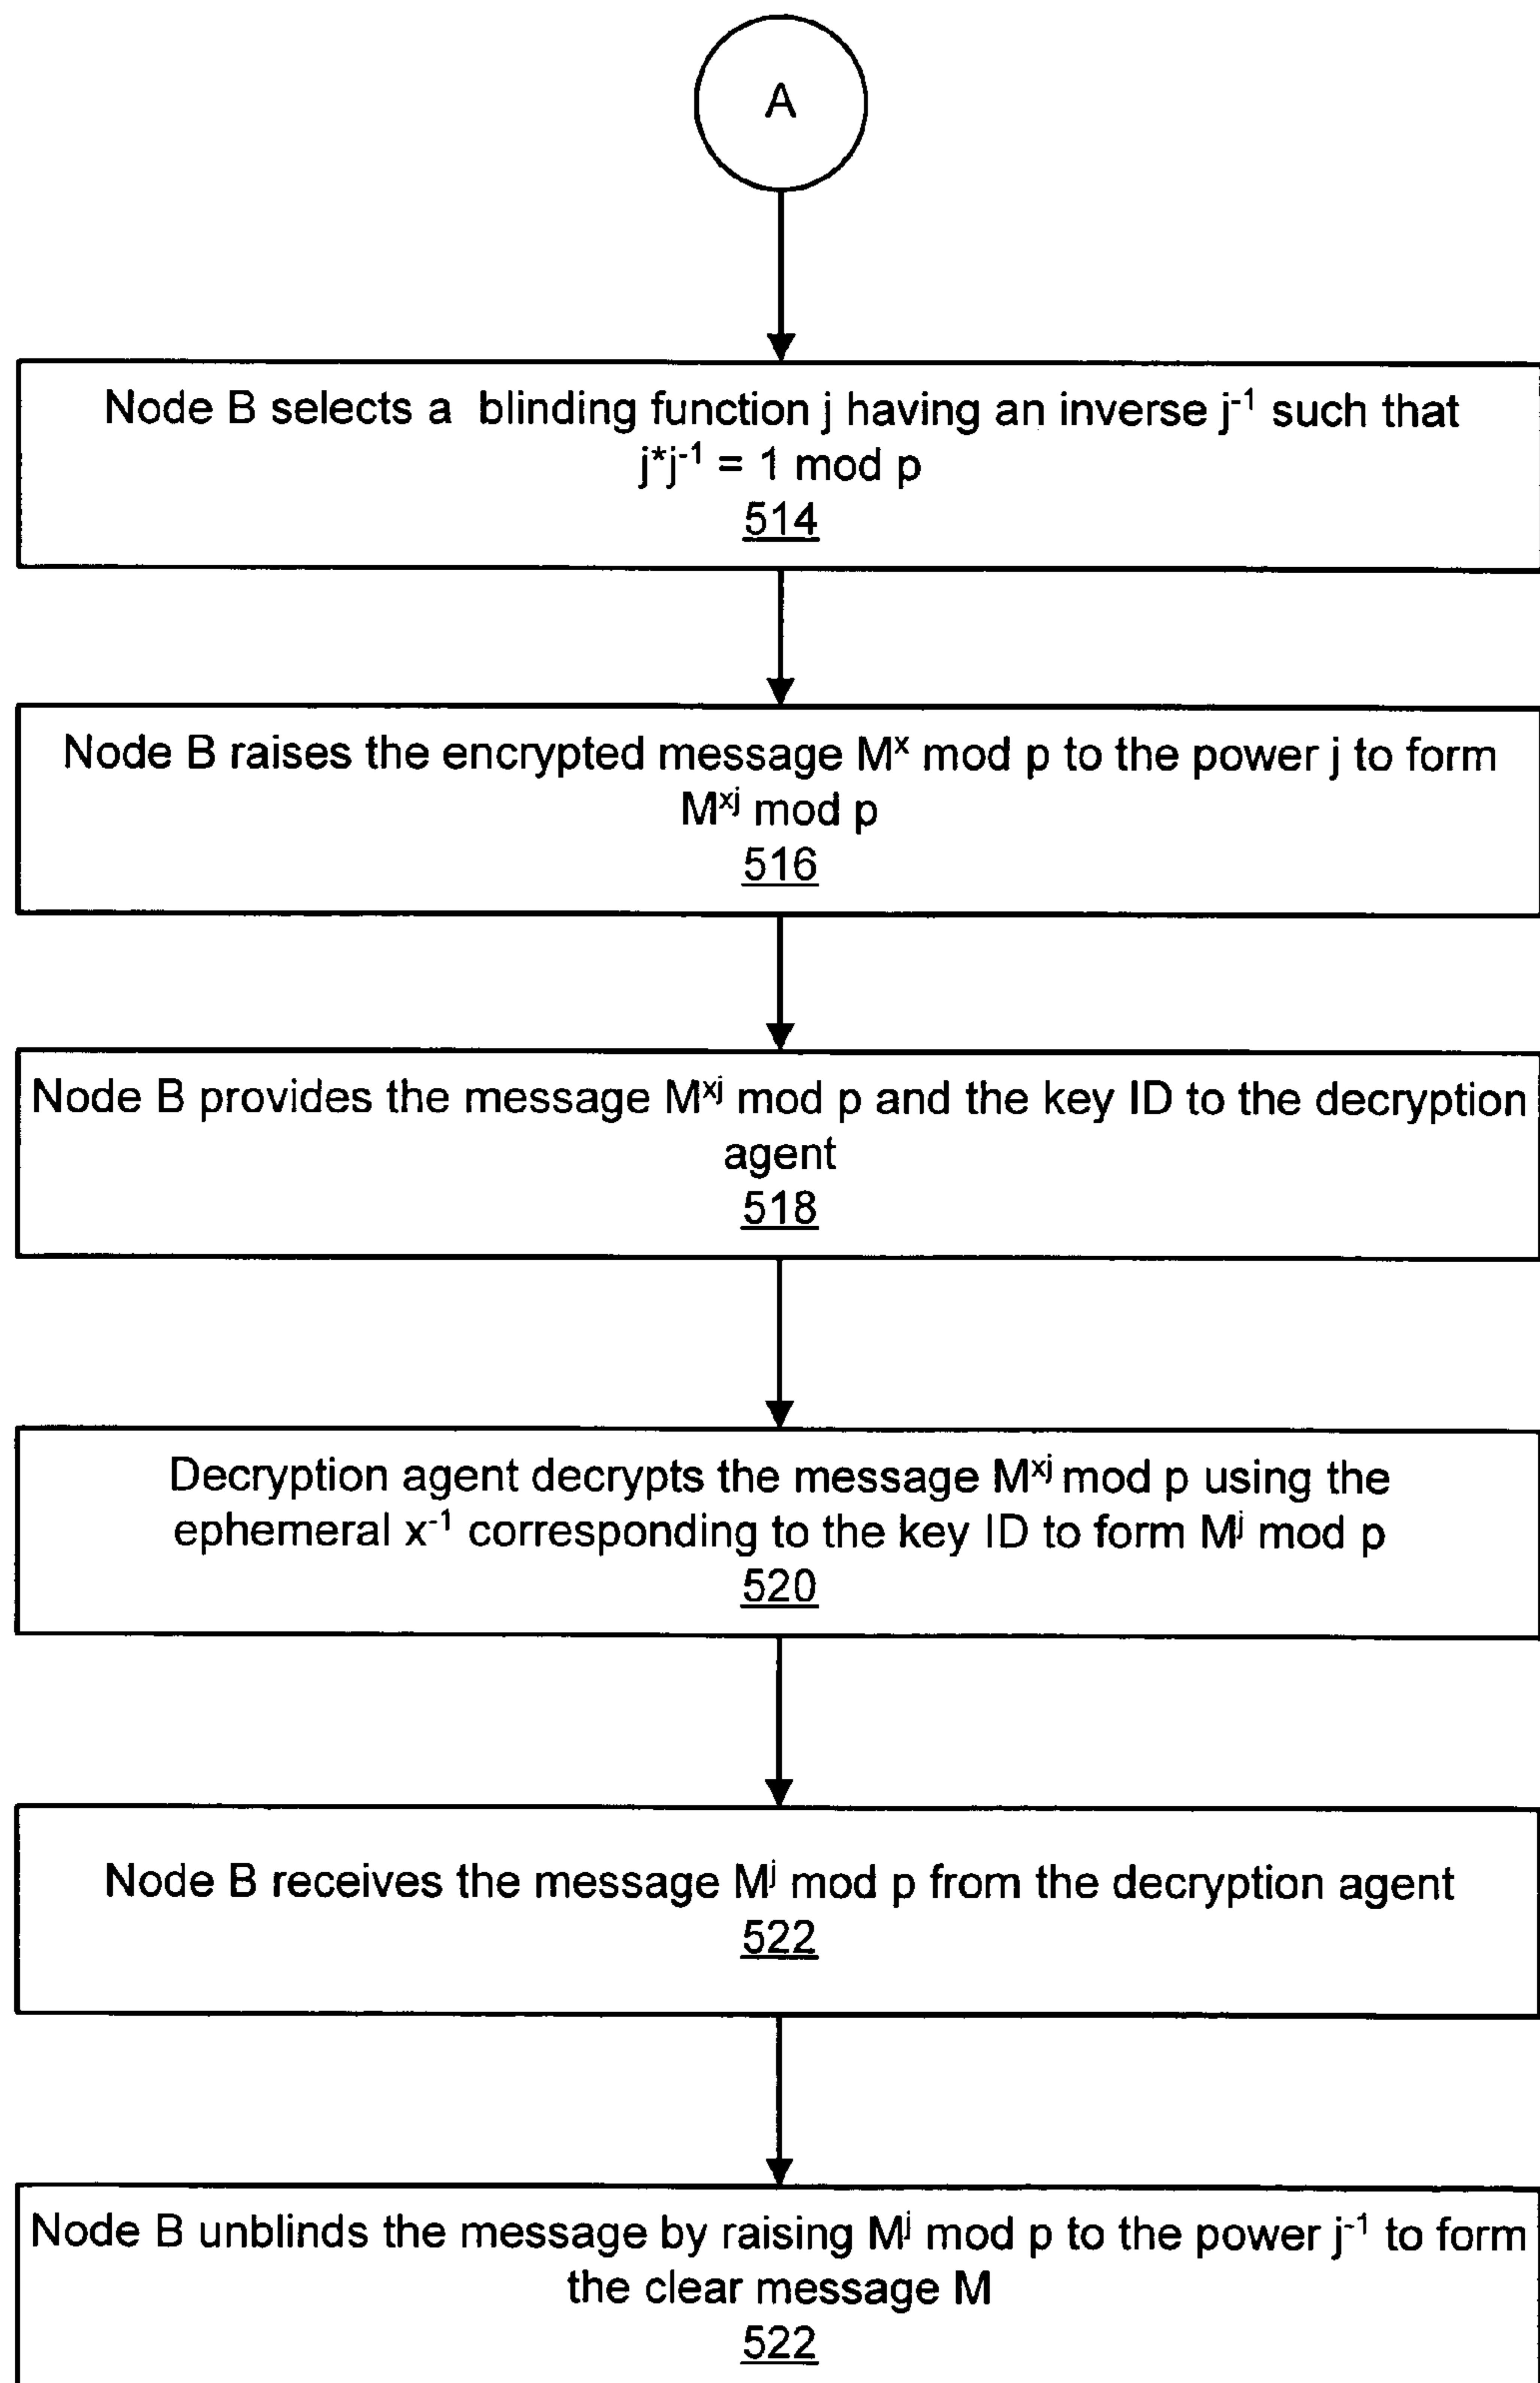 A
Node B selects a blinding function j having an inverse j⁻¹ such that
j*j⁻¹ = 1 mod p
514
Node B raises the encrypted message Mˣ mod p to the power j to form
Mˣʲ mod p
516
Node B provides the message Mˣʲ mod p and the key ID to the decryption
agent
518
Decryption agent decrypts the message Mˣʲ mod p using the
ephemeral x⁻¹ corresponding to the key ID to form Mʲ mod p
520
Node B receives the message Mʲ mod p from the decryption agent
522
Node B unblinds the message by raising Mʲ mod p to the power j⁻¹ to form
the clear message M
522